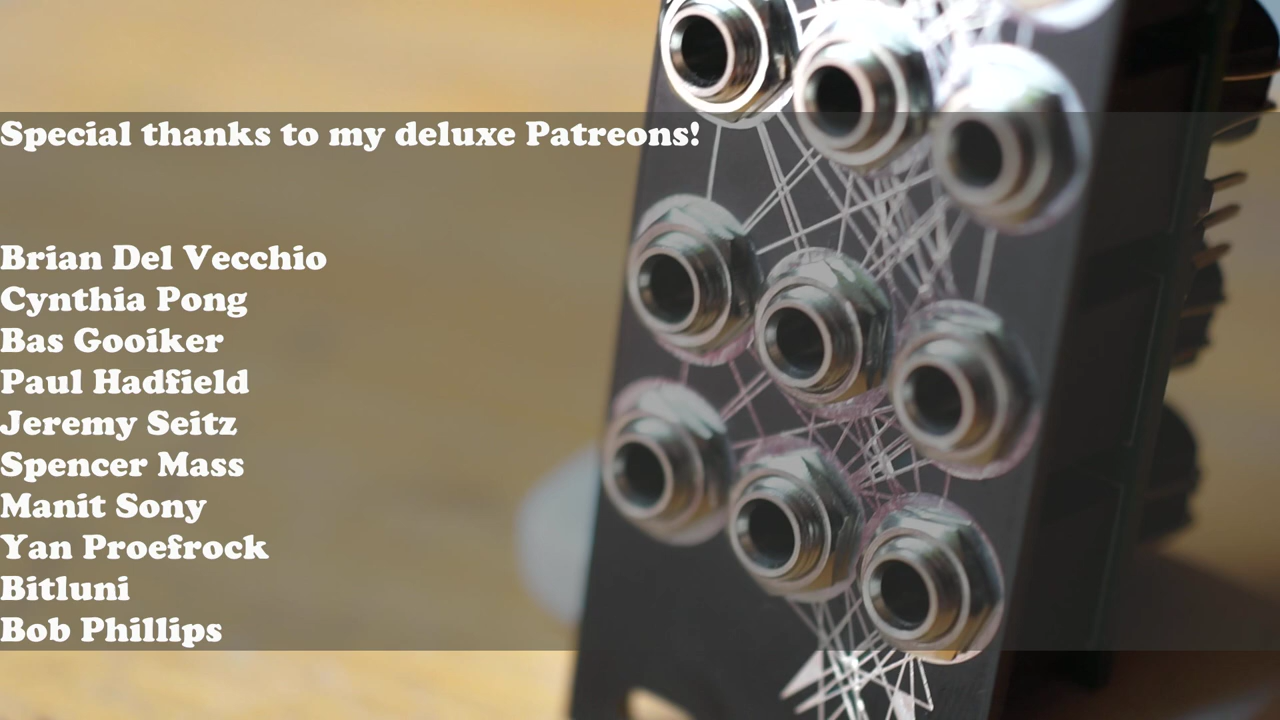 Special thanks to my deluxe Patreons!
Brian Del Vecchio
Cynthia Pong
Bas Gooiker
Paul Hadfield
Jeremy Seitz
Spencer Mass
Manit Sony
Yan Proefrock
Bitluni
Bob Phillips